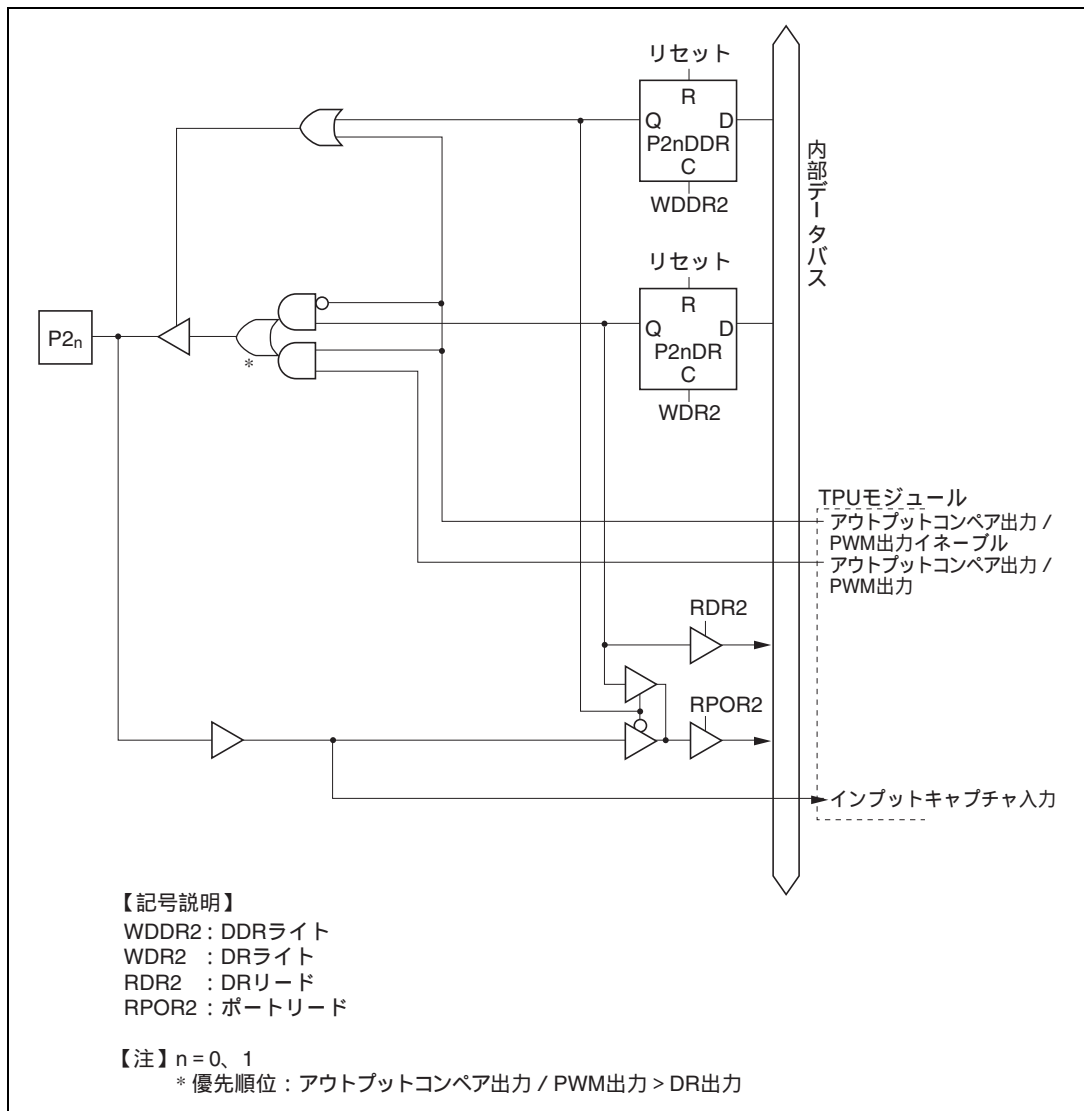 リセット
R
Q D
P2nDDR
C
WDDR2
内部データバス
リセット
R
Q D
P2nDR
C
WDR2
P2n
*
TPUモジュール
アウトプットコンペア出力 /
PWM出力イネーブル
アウトプットコンペア出力 /
PWM出力
RDR2
RPOR2
インプットキャプチャ入力
【記号説明】
WDDR2 : DDRライト
WDR2 : DRライト
RDR2 : DRリード
RPOR2 : ポートリード
【注】n = 0、1
* 優先順位 : アウトプットコンペア出力 / PWM出力 > DR出力